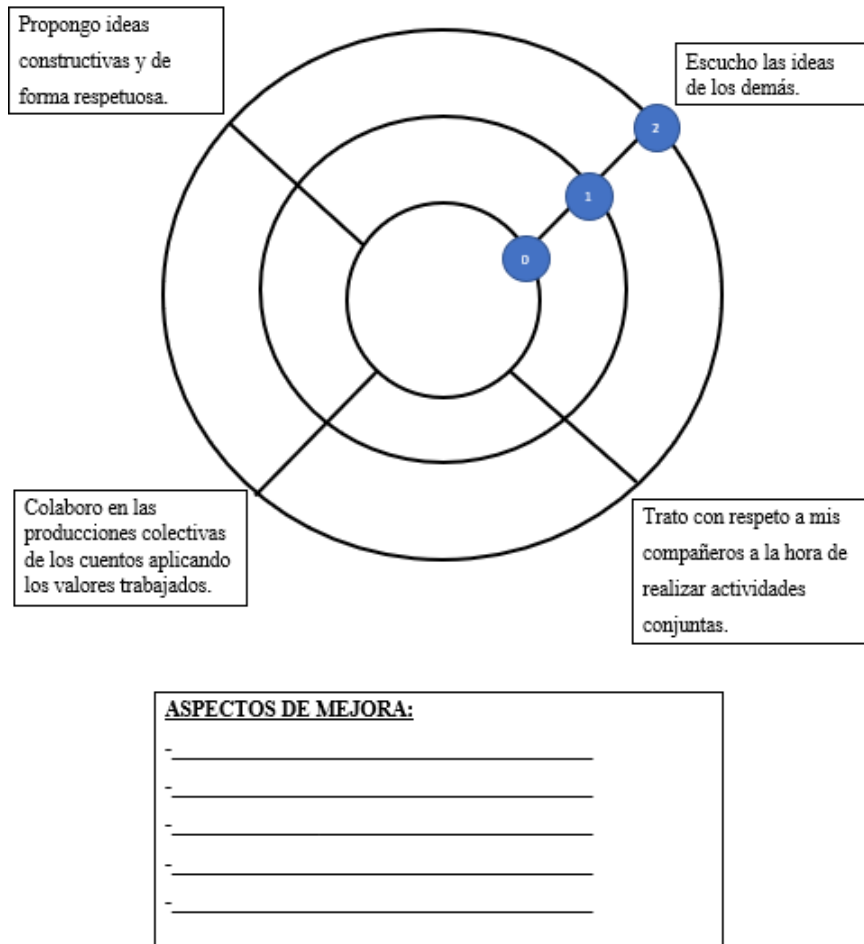 Propongo ideas
constructivas y de
forma respetuosa.
Escucho las ideas
de los demás.
2
1
0
Colaboro en las
producciones colectivas
de los cuentos aplicando
los valores trabajados.
Trato con respeto a mis
compañeros a la hora de
realizar actividades
conjuntas.
ASPECTOS DE MEJORA:
-
-
-
-
-